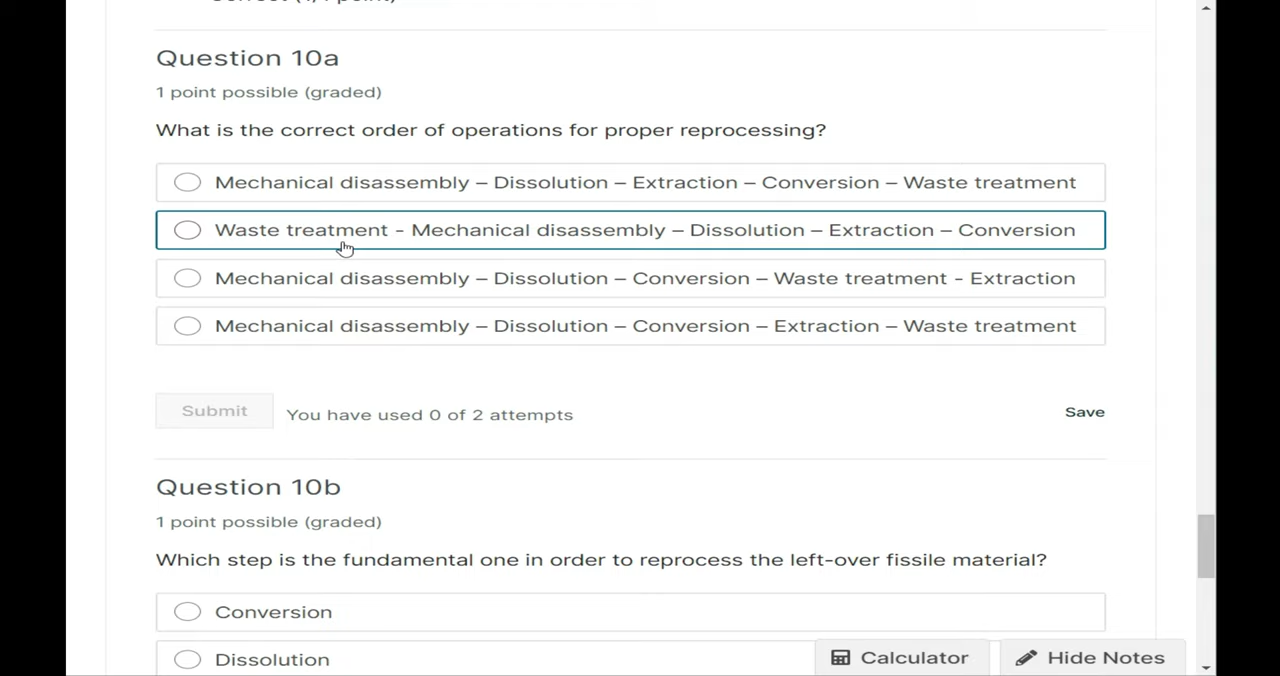 Question 10a
1 point possible (graded)
What is the correct order of operations for proper reprocessing?
Mechanical disassembly – Dissolution – Extraction – Conversion – Waste treatment
Waste treatment - Mechanical disassembly – Dissolution – Extraction – Conversion
Mechanical disassembly – Dissolution – Conversion – Waste treatment - Extraction
Mechanical disassembly – Dissolution – Conversion – Extraction – Waste treatment
Submit You have used 0 of 2 attempts Save
Question 10b
1 point possible (graded)
Which step is the fundamental one in order to reprocess the left-over fissile material?
Conversion
Dissolution
Calculator Hide Notes